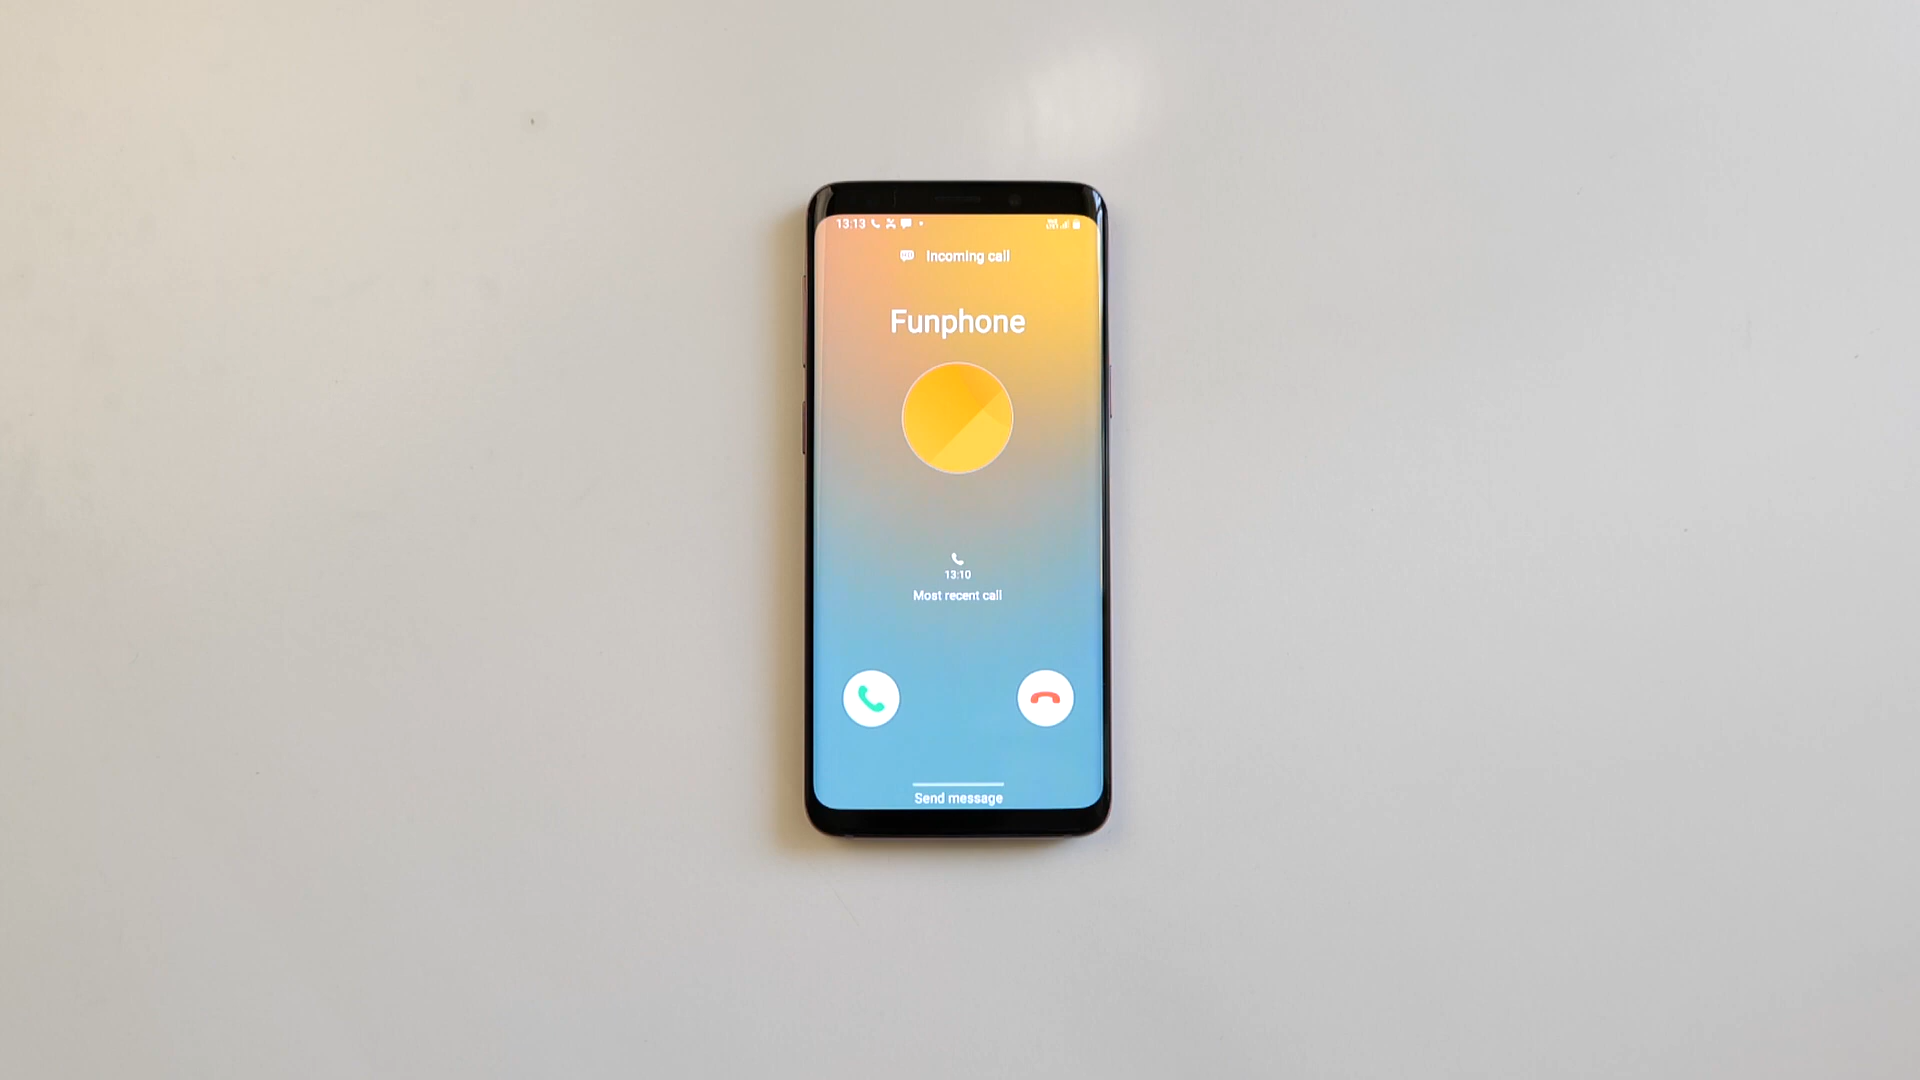 13:13
Incoming call
Funphone
13:10
Most recent call
Send message